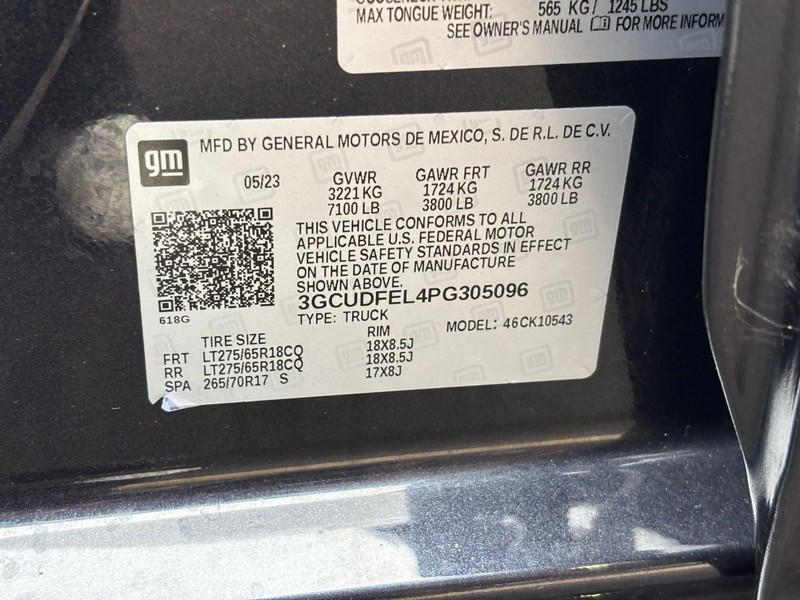 MAX TONGUE WEIGHT: 565 KG/ 1245 LBS
SEE OWNER'S MANUAL FOR MORE INFORM
gm
MFD BY GENERAL MOTORS DE MEXICO, S. DE R.L. DE C.V.
05/23 GVWR GAWR FRT GAWR RR
3221 KG 1724 KG 1724 KG
7100 LB 3800 LB 3800 LB
THIS VEHICLE CONFORMS TO ALL
APPLICABLE U.S. FEDERAL MOTOR
VEHICLE SAFETY STANDARDS IN EFFECT
ON THE DATE OF MANUFACTURE
SHOWN ABOVE.
3GCUDFEL4PG305096
618G
TYPE: TRUCK MODEL: 46CK10543
TIRE SIZE RIM
FRT LT275/65R18CQ 18X8.5J
RR LT275/65R18CQ 18X8.5J
SPA 265/70R17 S 17X8J